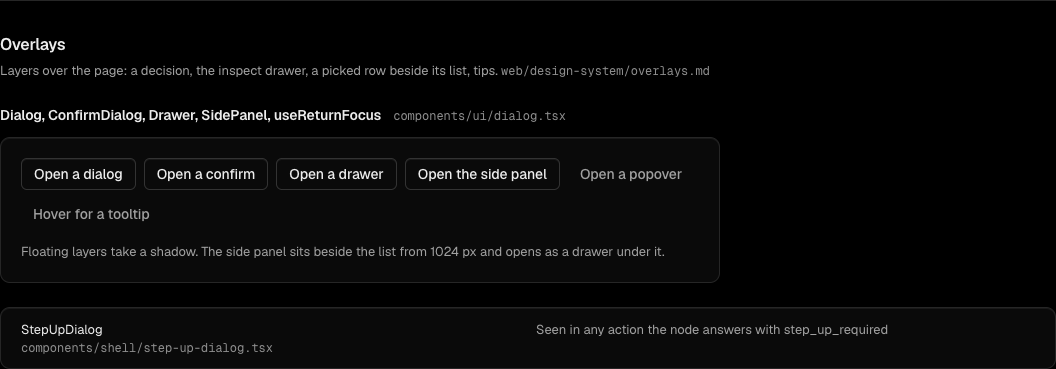 Overlays
Layers over the page: a decision, the inspect drawer, a picked row beside its list, tips. web/design-system/overlays.md
Dialog, ConfirmDialog, Drawer, SidePanel, useReturnFocus components/ui/dialog.tsx
Open a dialog Open a confirm Open a drawer Open the side panel Open a popover
Hover for a tooltip
Floating layers take a shadow. The side panel sits beside the list from 1024 px and opens as a drawer under it.
StepUpDialog Seen in any action the node answers with step_up_required
components/shell/step-up-dialog.tsx